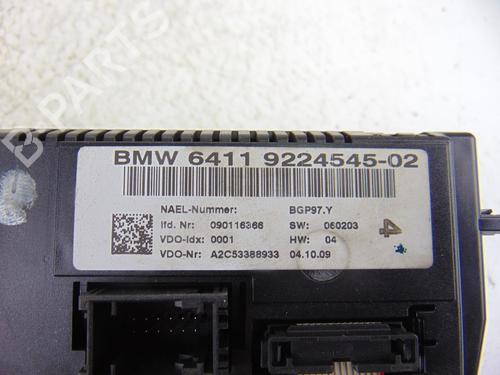 BMW 6411 9224545-02
NAEL-Nummer: BGP97.Y
lfd. Nr: 090116366 SW: 060203
VDO-Idx: 0001 HW: 04
VDO-Nr: A2C53388933 04.10.09
4